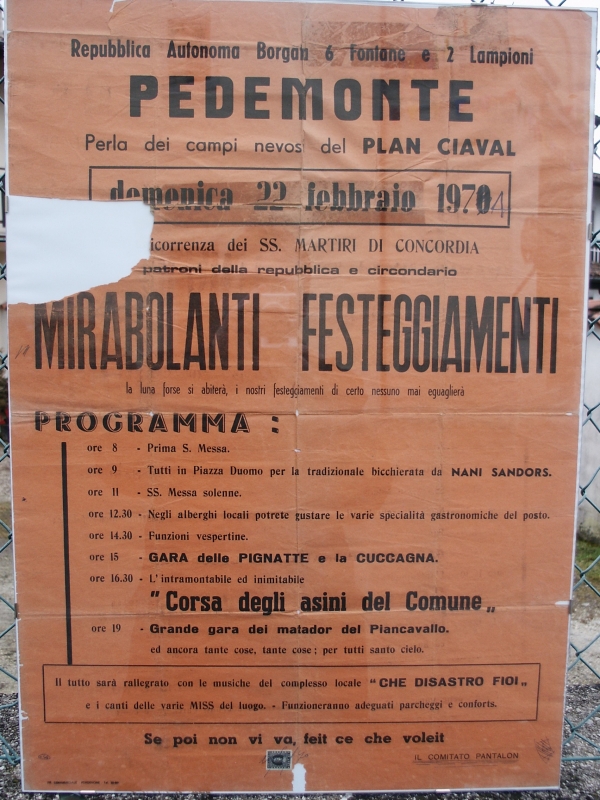 Repubblica Autonoma Borgan 6 Fontane e 2 Lampioni
PEDEMONTE
Perla dei campi nevosi del PLAN CIAVAL
domenica 22 febbraio 1970
icorrenza dei SS. MARTIRI DI CONCORDIA
patroni della repubblica e circondario
MIRABOLANTI FESTEGGIAMENTI
la luna forse si abiterà, i nostri festeggiamenti di certo nessuno mai eguaglierà
PROGRAMMA :
ore 8 - Prima S. Messa.
ore 9 - Tutti in Piazza Duomo per la tradizionale bicchierata da NANI SANDORS.
ore 11 - SS. Messa solenne.
ore 12.30 - Negli alberghi locali potrete gustare le varie specialità gastronomiche del posto.
ore 14.30 - Funzioni vespertine.
ore 15 - GARA delle PIGNATTE e la CUCCAGNA.
ore 16.30 - L'intramontabile ed inimitabile
"Corsa degli asini del Comune„
ore 19 - Grande gara dei matador del Piancavallo.
ed ancora tante cose, tante cose; per tutti santo cielo.
Il tutto sarà rallegrato con le musiche del complesso locale "CHE DISASTRO FIOI„
e i canti delle varie MISS del luogo. - Funzioneranno adeguati parcheggi e conforts.
Se poi non vi va, feit ce che voleit
IL COMITATO PANTALON